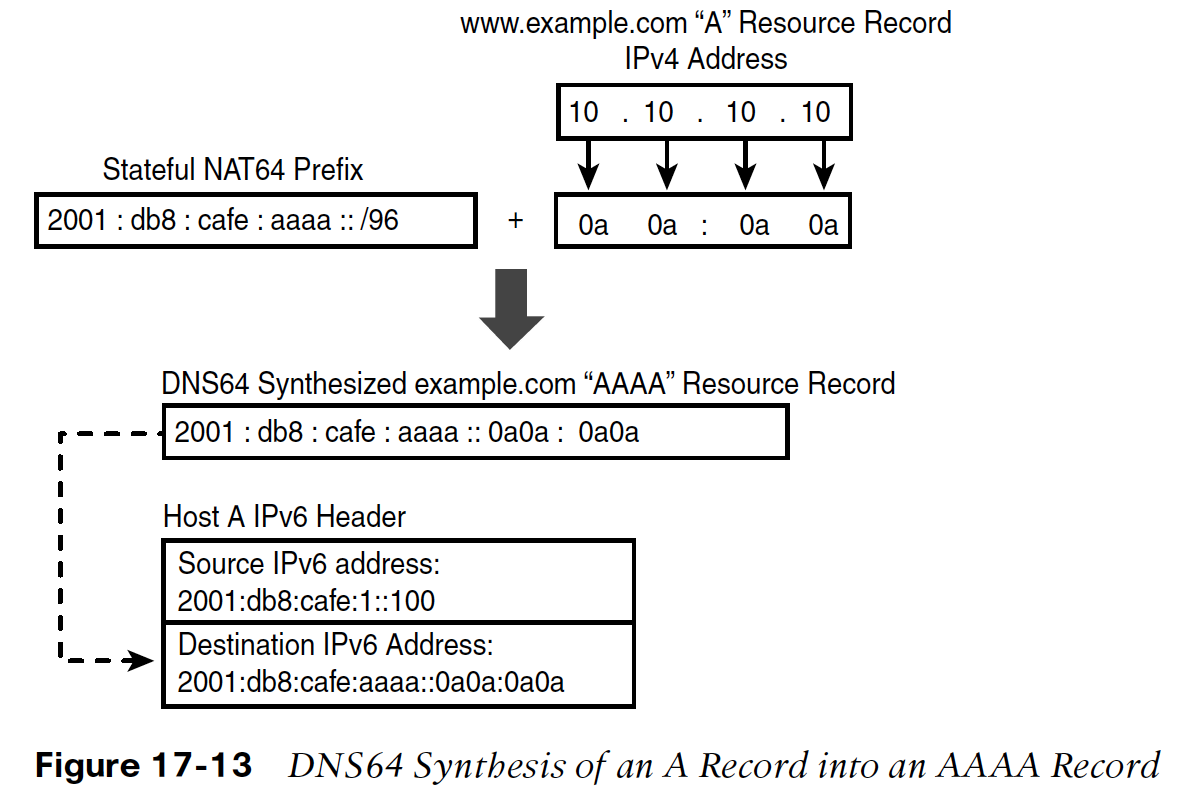 www.example.com “A” Resource Record
IPv4 Address
10 . 10 . 10 . 10
Stateful NAT64 Prefix
2001 : db8 : cafe : aaaa :: /96
+
0a 0a : 0a 0a
DNS64 Synthesized example.com “AAAA” Resource Record
2001 : db8 : cafe : aaaa :: 0a0a : 0a0a
Host A IPv6 Header
Source IPv6 address:
2001:db8:cafe:1::100
Destination IPv6 Address:
2001:db8:cafe:aaaa::0a0a:0a0a
Figure 17-13 DNS64 Synthesis of an A Record into an AAAA Record